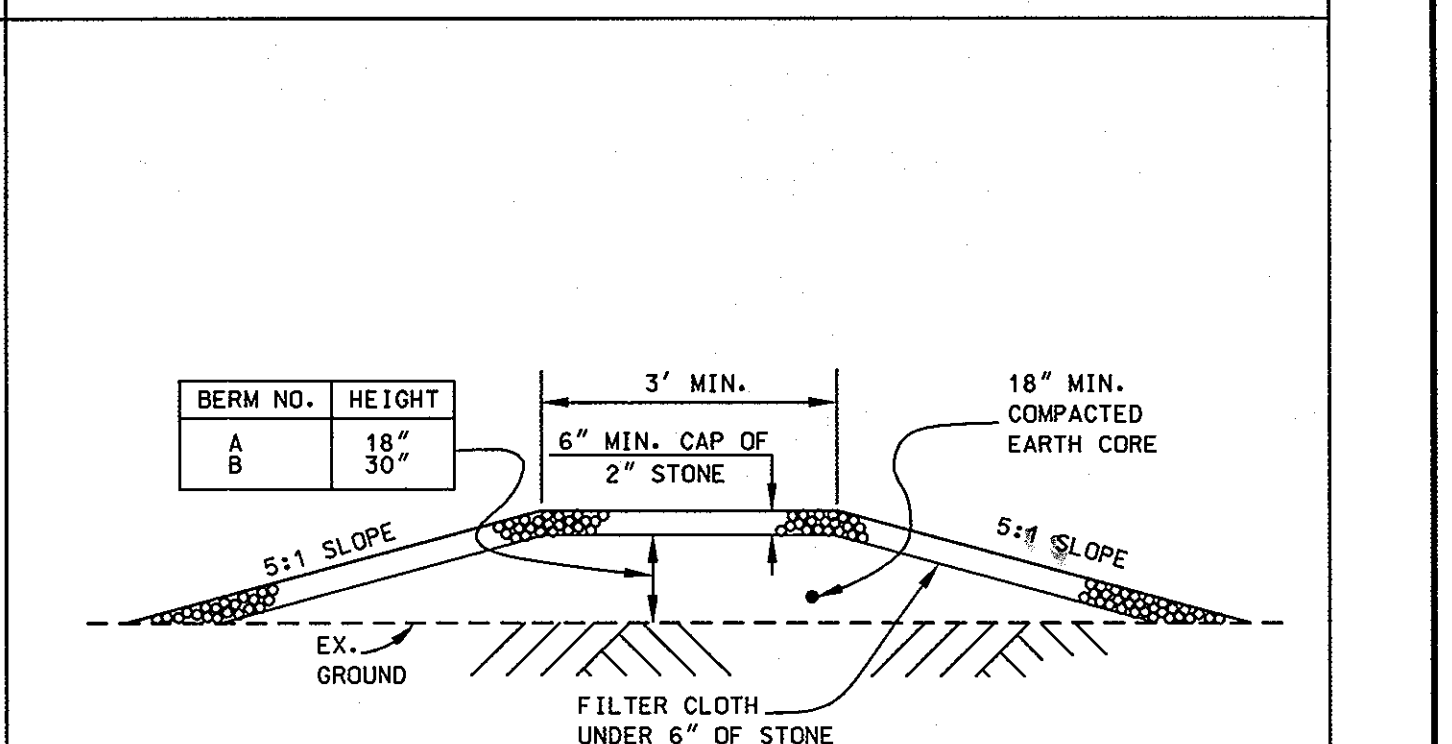 BERM NO. HEIGHT
A 18"
B 30"
3' MIN.
6" MIN. CAP OF
2" STONE
18" MIN.
COMPACTED
EARTH CORE
5:1 SLOPE
5:1 SLOPE
EX.
GROUND
FILTER CLOTH
UNDER 6" OF STONE